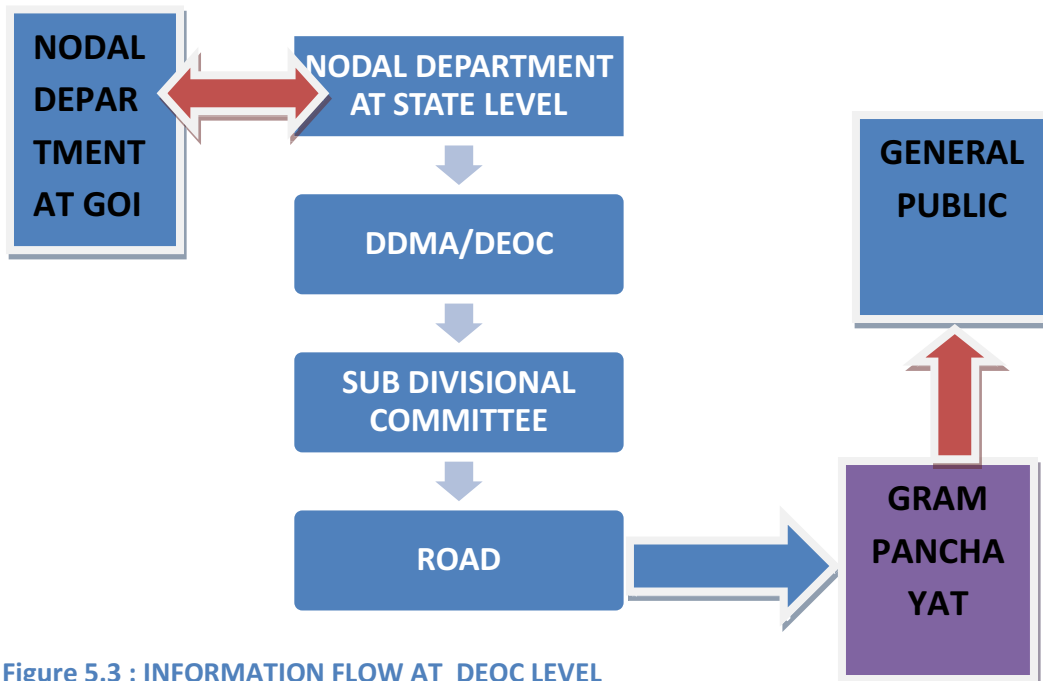 NODAL
DEPAR
TMENT
AT GOI
NODAL DEPARTMENT
AT STATE LEVEL
DDMA/DEOC
SUB DIVISIONAL
COMMITTEE
ROAD
GRAM
PANCHA
YAT
GENERAL
PUBLIC
Figure 5.3 : INFORMATION FLOW AT DEOC LEVEL